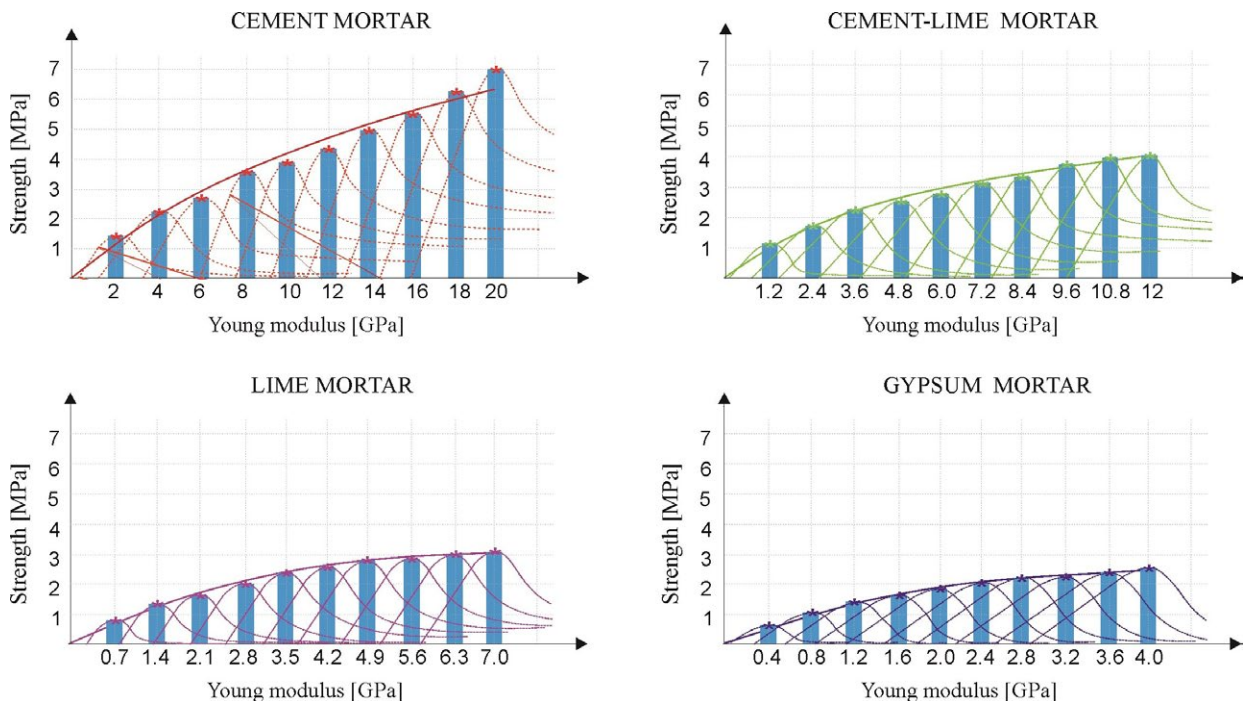 CEMENT MORTAR
Strength [MPa]
7
6
5
4
3
2
1
2 4 6 8 10 12 14 16 18 20
Young modulus [GPa]
CEMENT-LIME MORTAR
Strength [MPa]
7
6
5
4
3
2
1
1.2 2.4 3.6 4.8 6.0 7.2 8.4 9.6 10.8 12
Young modulus [GPa]
LIME MORTAR
Strength [MPa]
7
6
5
4
3
2
1
0.7 1.4 2.1 2.8 3.5 4.2 4.9 5.6 6.3 7.0
Young modulus [GPa]
GYPSUM MORTAR
Strength [MPa]
7
6
5
4
3
2
1
0.4 0.8 1.2 1.6 2.0 2.4 2.8 3.2 3.6 4.0
Young modulus [GPa]